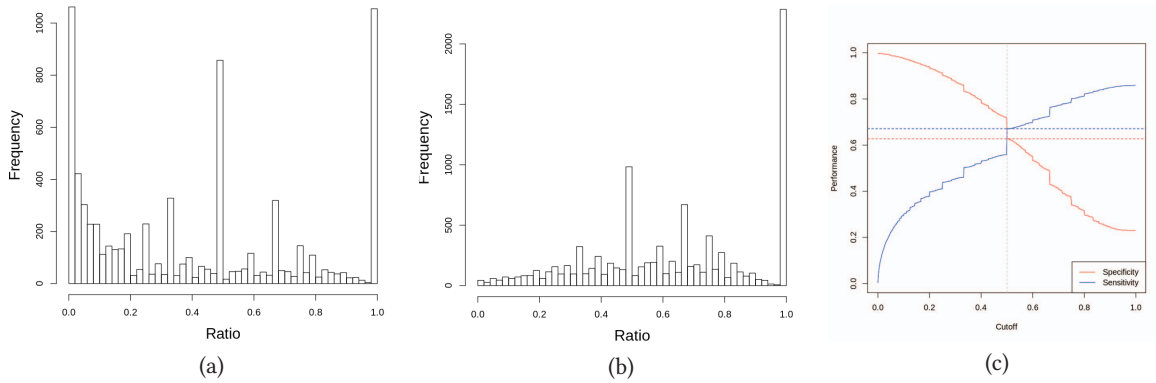 Frequency
0
200
400
600
800
1000
0.0 0.2 0.4 0.6 0.8 1.0
Ratio
(a)
Frequency
0
500
1000
1500
2000
0.0 0.2 0.4 0.6 0.8 1.0
Ratio
(b)
Performance
1.0
0.8
0.6
0.4
0.2
0.0
Specificity
Sensitivity
0.0 0.2 0.4 0.6 0.8 1.0
Cutoff
(c)